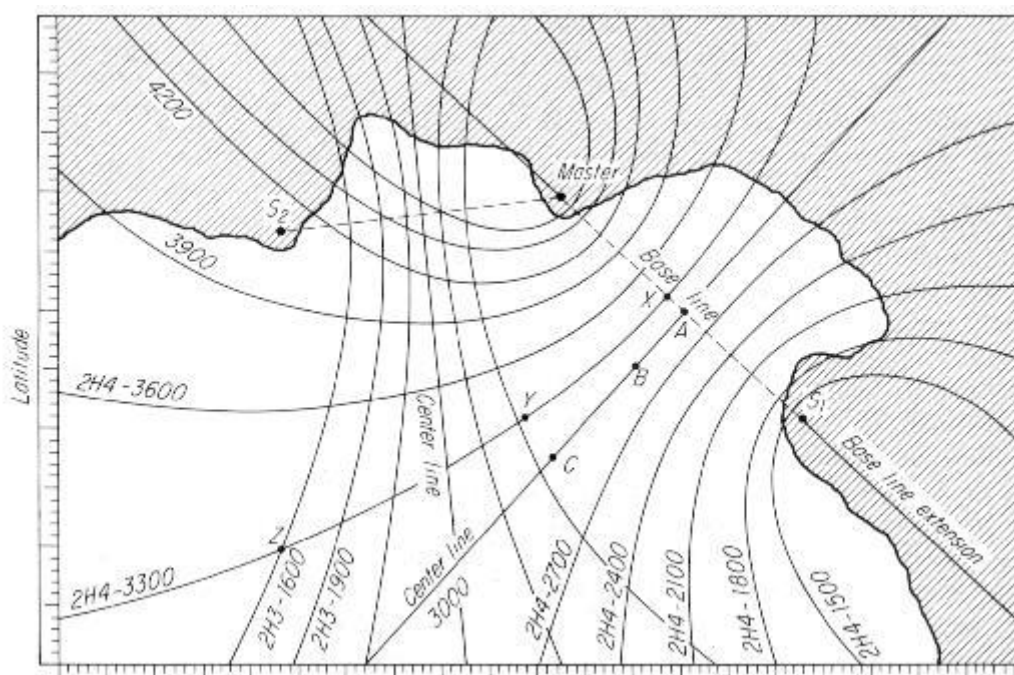 4200
Master
S2
3900
Base line
X
A
Latitude
2H4-3600
B
Y
Center line
S1
C
Base line extension
Z
2H4-3300
2H3-1600
2H3-1900
Center line
3000
2H4-2700
2H4-2400
2H4-2100
2H4-1800
2H4-1500